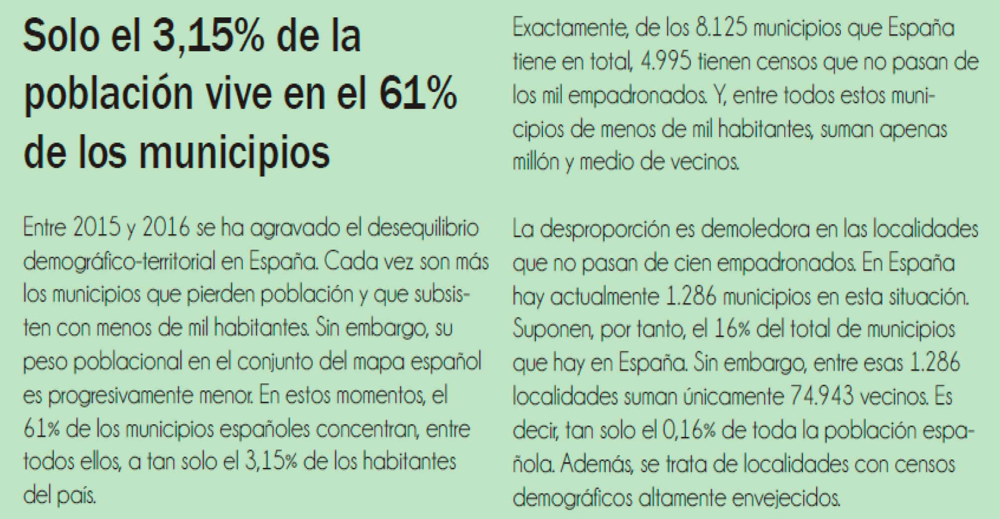 Solo el 3,15% de la
población vive en el 61%
de los municipios
Entre 2015 y 2016 se ha agravado el desequilibrio
demográfico-territorial en España. Cada vez son más
los municipios que pierden población y que subsis-
ten con menos de mil habitantes. Sin embargo, su
peso poblacional en el conjunto del mapa español
es progresivamente menor. En estos momentos, el
61% de los municipios españoles concentran, entre
todos ellos, a tan solo el 3,15% de los habitantes
del país.
Exactamente, de los 8.125 municipios que España
tiene en total, 4.995 tienen censos que no pasan de
los mil empadronados. Y, entre todos estos muni-
cipios de menos de mil habitantes, suman apenas
millón y medio de vecinos.
La desproporción es demoledora en las localidades
que no pasan de cien empadronados. En España
hay actualmente 1.286 municipios en esta situación.
Suponen, por tanto, el 16% del total de municipios
que hay en España. Sin embargo, entre esas 1.286
localidades suman únicamente 74.943 vecinos. Es
decir, tan solo el 0,16% de toda la población espa-
ñola. Además, se trata de localidades con censos
demográficos altamente envejecidos.